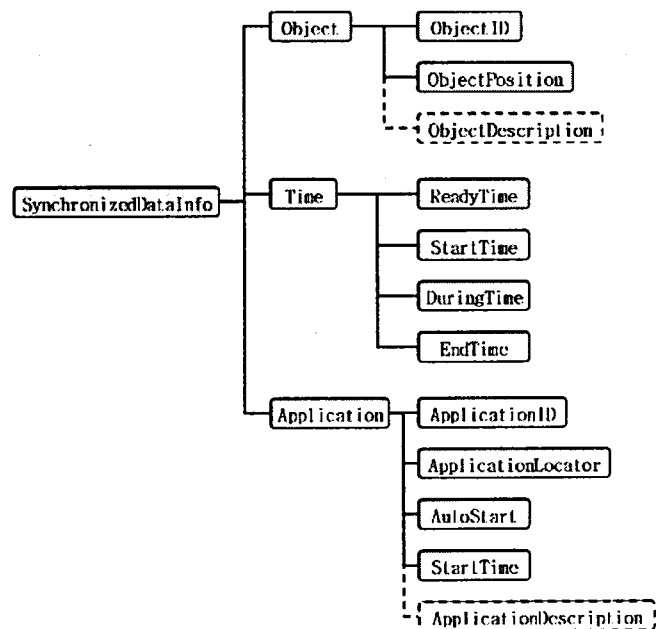 Object
ObjectID
ObjectPosition
ObjectDescription
SynchronizedDataInfo
Time
ReadyTime
StartTime
DuringTime
EndTime
Application
ApplicationID
ApplicationLocator
AutoStart
StartTime
ApplicationDescription